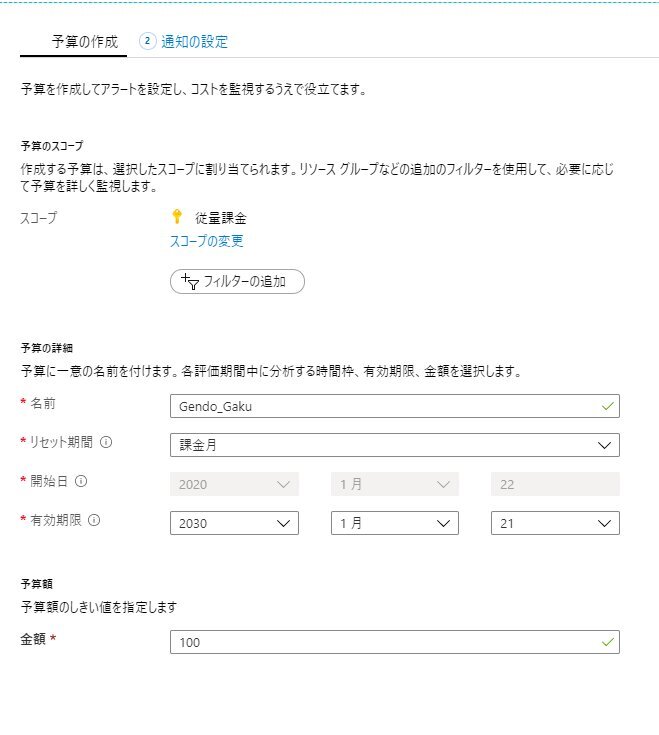 予算の作成 2 通知の設定
予算を作成してアラートを設定し、コストを監視するうえで役立てます。
予算のスコープ
作成する予算は、選択したスコープに割り当てられます。リソース グループなどの追加のフィルターを使用して、必要に応じ
て予算を詳しく監視します。
スコープ 従量課金
スコープの変更
フィルターの追加
予算の詳細
予算に一意の名前を付けます。各評価期間中に分析する時間枠、有効期限、金額を選択します。
* 名前 Gendo_Gaku
* リセット期間 課金月
* 開始日 2020 1 月 22
* 有効期限 2030 1 月 21
予算額
予算額のしきい値を指定します
金額 * 100